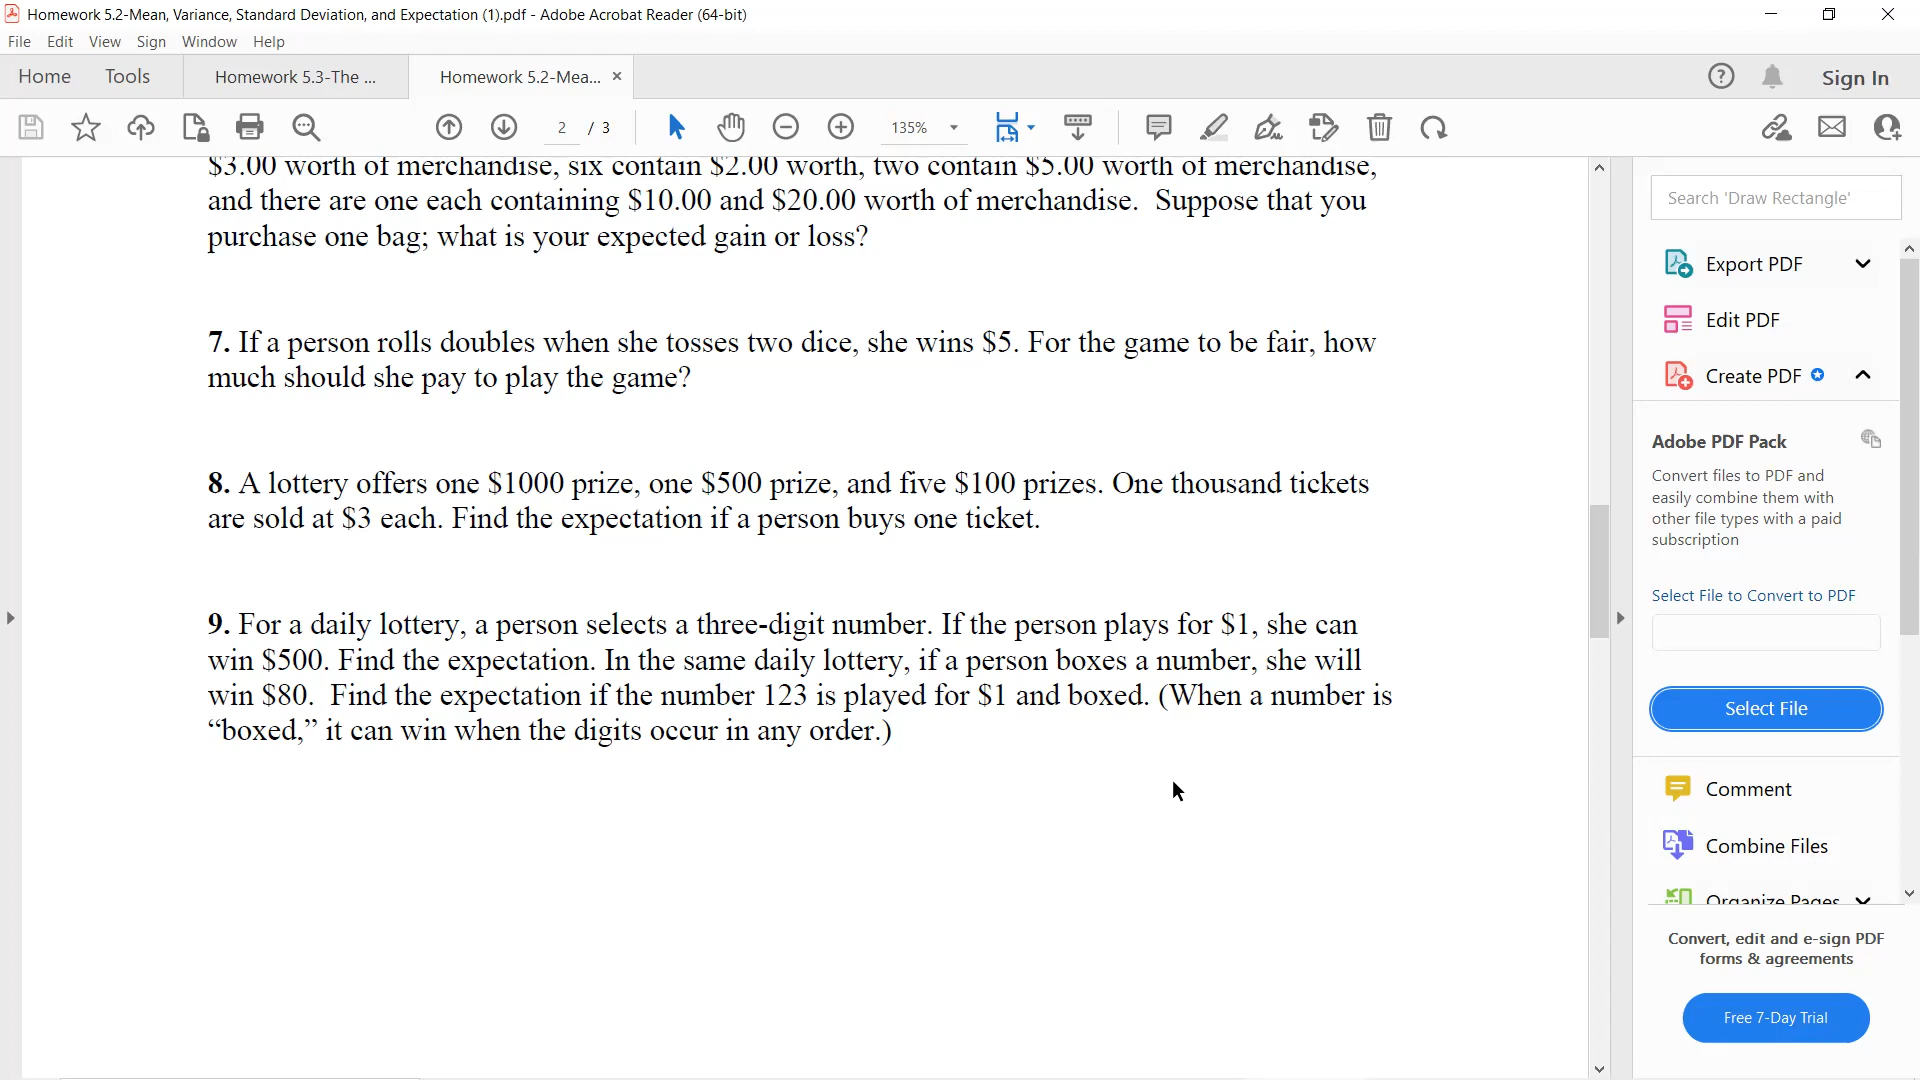 Homework 5.2-Mean, Variance, Standard Deviation, and Expectation (1).pdf - Adobe Acrobat Reader (64-bit)
File Edit View Sign Window Help
Home Tools Homework 5.3-The ... Homework 5.2-Mea... ×
? Sign In
2 / 3 135%
$3.00 worth of merchandise, six contain $2.00 worth, two contain $5.00 worth of merchandise,
and there are one each containing $10.00 and $20.00 worth of merchandise. Suppose that you
purchase one bag; what is your expected gain or loss?
7. If a person rolls doubles when she tosses two dice, she wins $5. For the game to be fair, how
much should she pay to play the game?
8. A lottery offers one $1000 prize, one $500 prize, and five $100 prizes. One thousand tickets
are sold at $3 each. Find the expectation if a person buys one ticket.
9. For a daily lottery, a person selects a three-digit number. If the person plays for $1, she can
win $500. Find the expectation. In the same daily lottery, if a person boxes a number, she will
win $80. Find the expectation if the number 123 is played for $1 and boxed. (When a number is
“boxed,” it can win when the digits occur in any order.)
Search 'Draw Rectangle'
Export PDF
Edit PDF
Create PDF
Adobe PDF Pack
Convert files to PDF and
easily combine them with
other file types with a paid
subscription
Select File to Convert to PDF
Select File
Comment
Combine Files
Organize Pages
Convert, edit and e-sign PDF
forms & agreements
Free 7-Day Trial